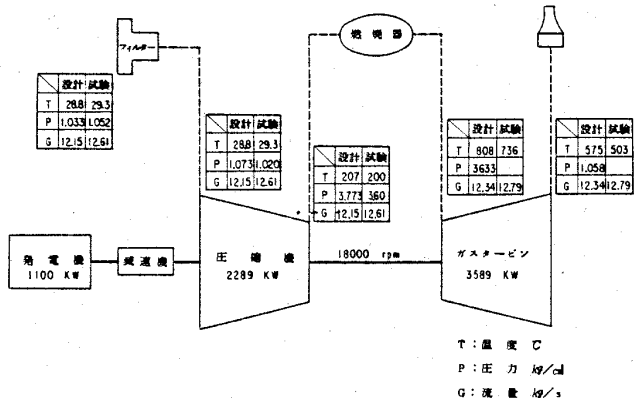 フィルター
燃焼器
設計 試験
T 28.8 29.3
P 1.033 1.052
G 12.15 12.61
設計 試験
T 28.8 29.3
P 1.073 1.020
G 12.15 12.61
設計 試験
T 207 200
P 3.773 3.60
G 12.15 12.61
設計 試験
T 808 736
P 3.633
G 12.34 12.79
設計 試験
T 575 503
P 1.058
G 12.34 12.79
発電機
1100 KW
減速機
圧縮機
2289 KW
18000 rpm
ガスタービン
3589 KW
T:温度 ℃
P:圧力 kg/c㎡
G:流量 kg/s